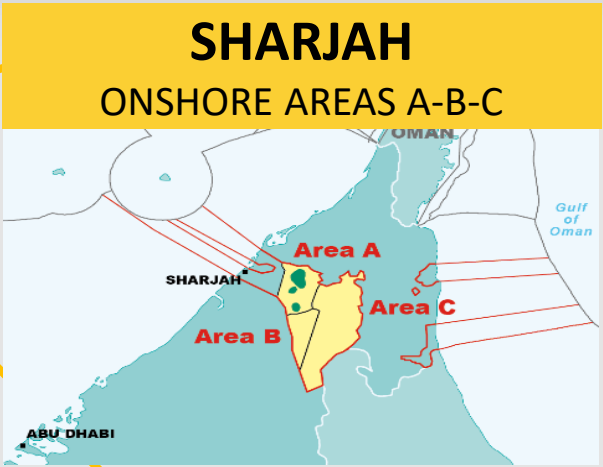 SHARJAH
ONSHORE AREAS A-B-C
OMAN
Gulf
of
Oman
Area A
SHARJAH
Area C
Area B
ABU DHABI